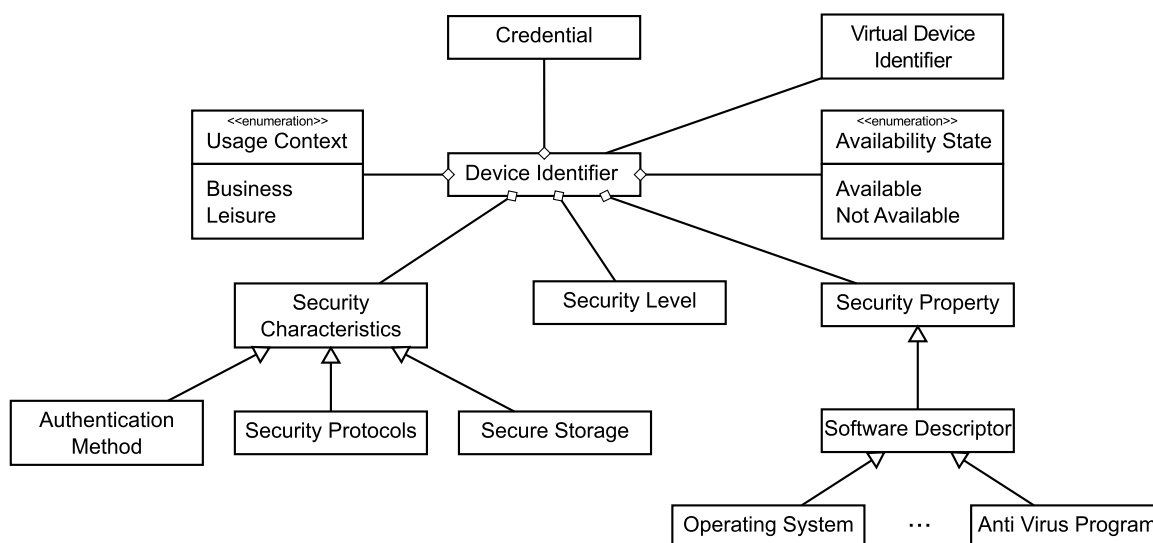 Credential
Virtual Device
Identifier
<<enumeration>>
Usage Context
Business
Leisure
Device Identifier
<<enumeration>>
Availability State
Available
Not Available
Security
Characteristics
Security Level
Security Property
Authentication
Method
Security Protocols
Secure Storage
Software Descriptor
Operating System
...
Anti Virus Program